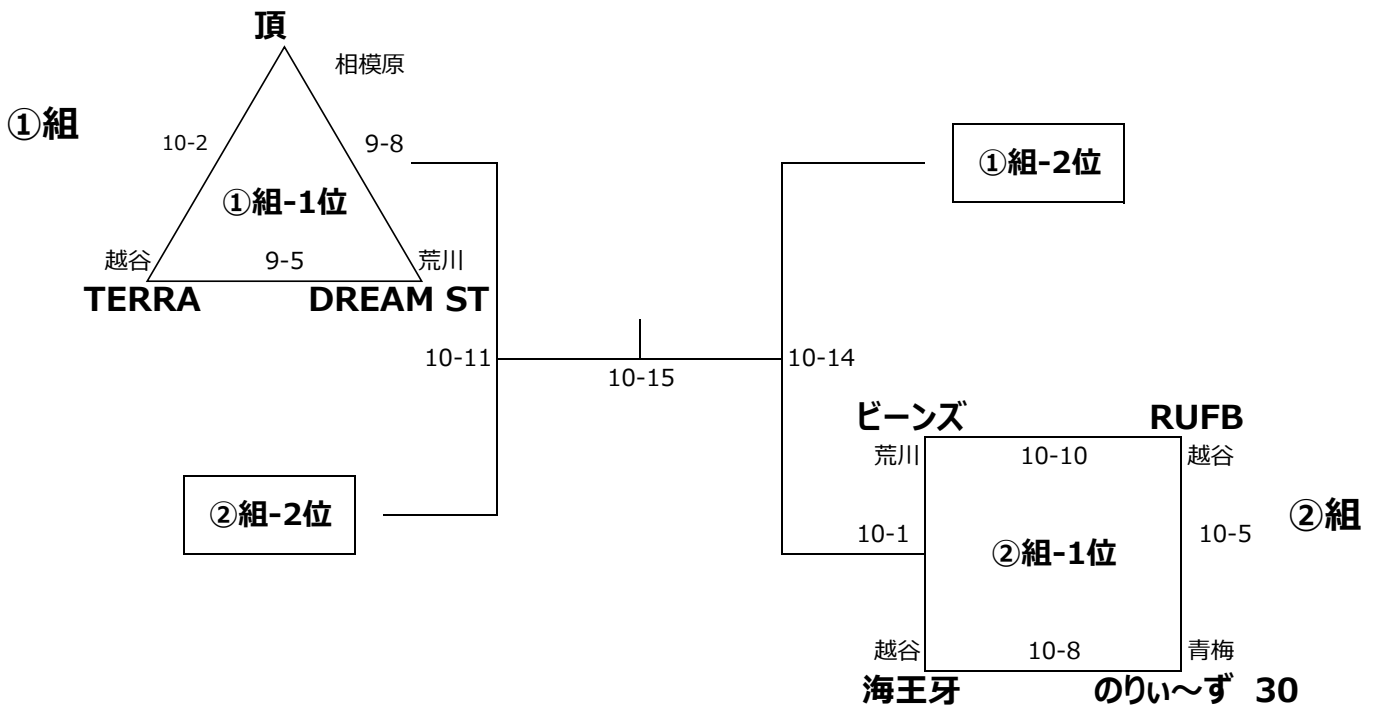 頂
相模原
①組
10-2
9-8
①組-2位
①組-1位
越谷
9-5
荒川
TERRA
DREAM ST
10-11
10-15
10-14
ビーンズ
RUFB
荒川
10-10
越谷
②組-2位
②組
10-1
②組-1位
10-5
越谷
10-8
青梅
海王牙
のりぃ～ず 30